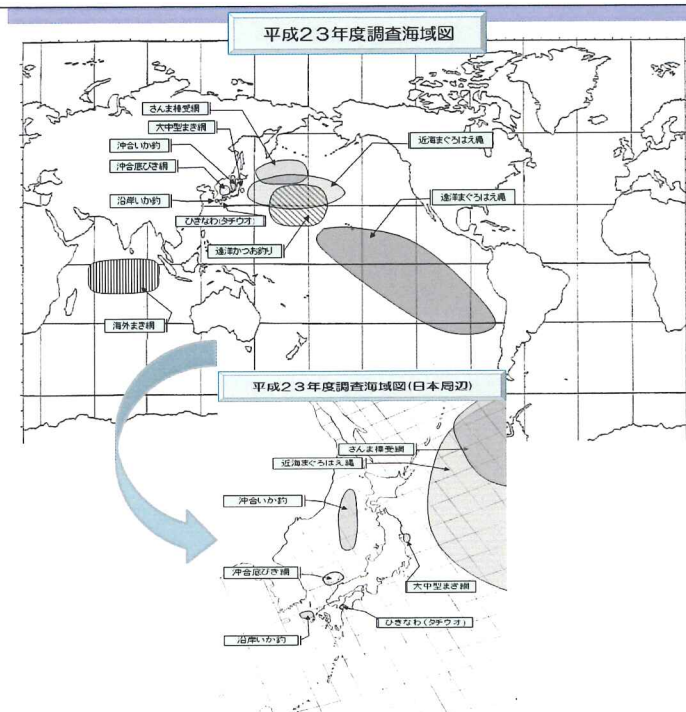 平成23年度調査海域図
さんま棒受網
大中型まき網
沖合いか釣
沖合底びき網
沿岸いか釣
ひきなわ(タチウオ)
遠洋かつお釣り
近海まぐろはえ縄
遠洋まぐろはえ縄
海外まき網
平成23年度調査海域図(日本周辺)
さんま棒受網
近海まぐろはえ縄
沖合いか釣
沖合底びき網
大中型まき網
ひきなわ(タチウオ)
沿岸いか釣